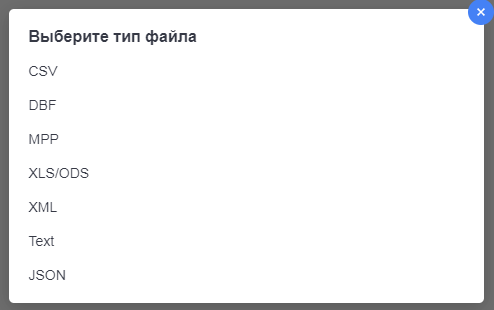 Выберите тип файла
CSV
DBF
MPP
XLS/ODS
XML
Text
JSON